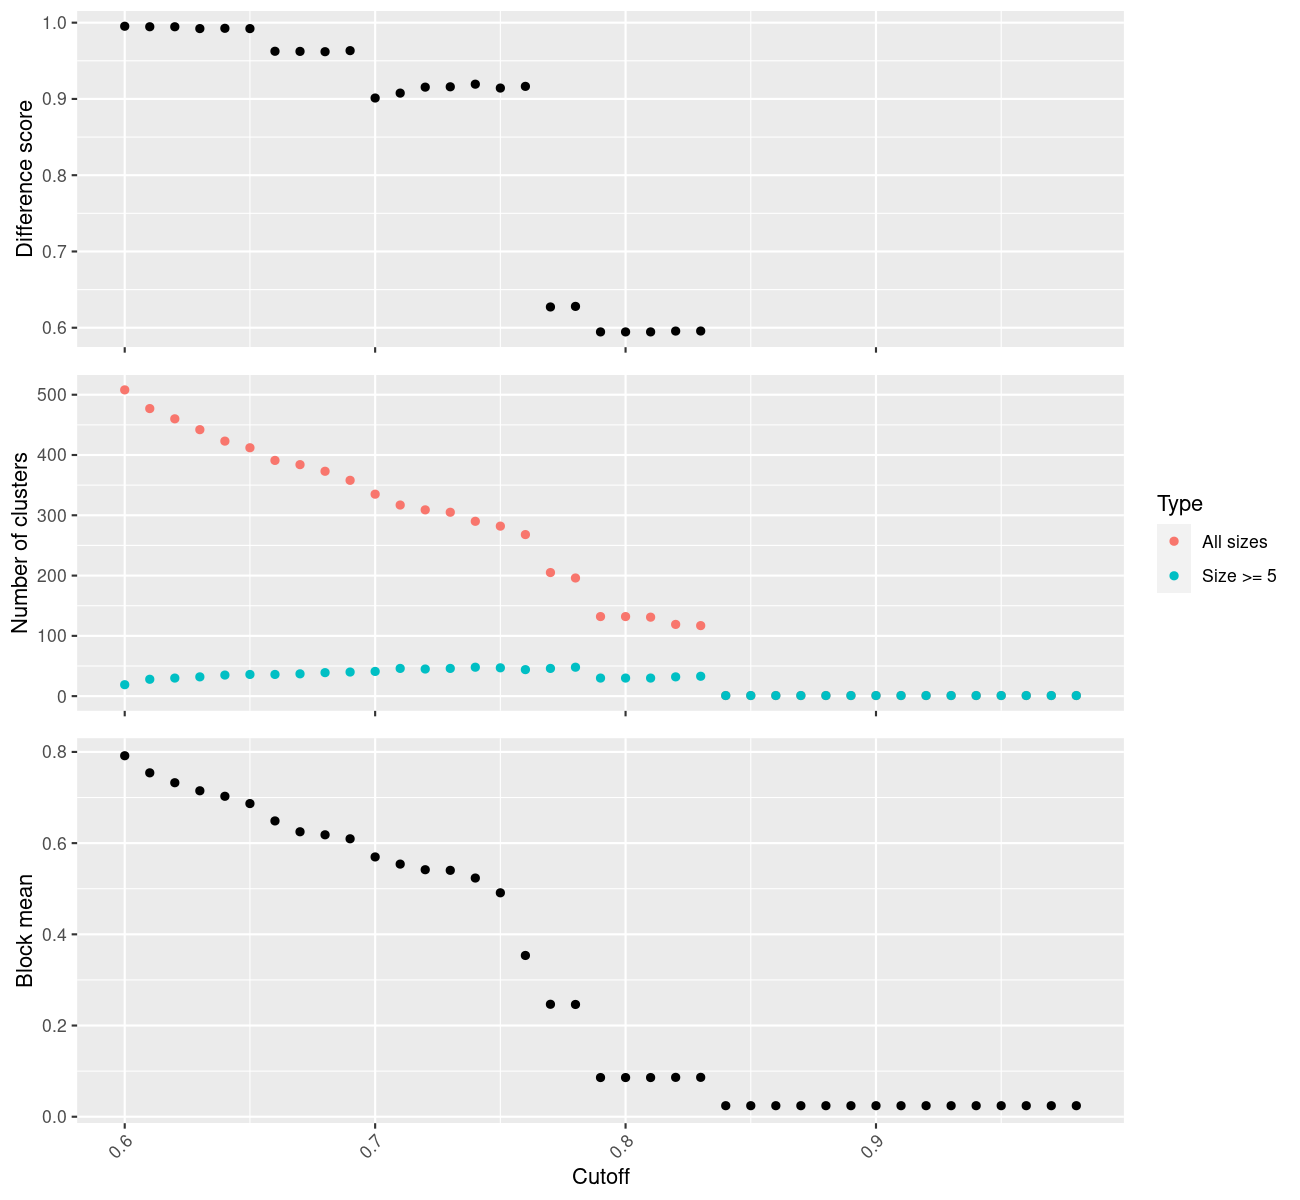 Difference score
1.0
0.9
0.8
0.7
0.6
Number of clusters
500
400
300
200
100
0
Type
All sizes
Size >= 5
Block mean
0.8
0.6
0.4
0.2
0.0
0.6 0.7 0.8 0.9
Cutoff